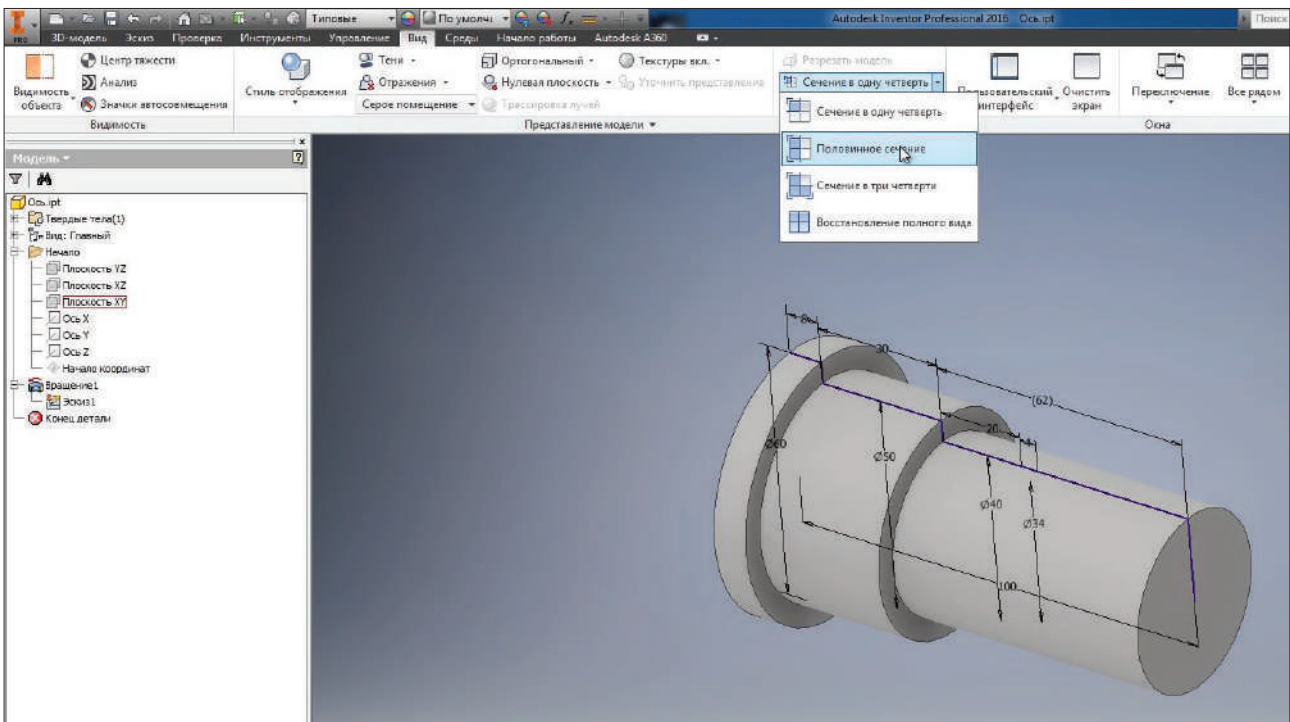 Типовые По умолч Autodesk Inventor Professional 2016 Ось.ipt Поиск
PRO 3D-модель Эскиз Проверка Инструменты Управление Вид Среды Начало работы Autodesk A360
Видимость объекта
Центр тяжести
Анализ
Значки автосовмещения
Видимость
Стиль отображения
Тени
Отражения
Серое помещение
Ортогональный
Нулевая плоскость
Трассировка лучей
Текстуры вкл.
Уточнить представление
Представление модели
Разрезать модель
Сечение в одну четверть
Сечение в одну четверть
Половинное сечение
Сечение в три четверти
Восстановление полного вида
интерфейс
Очистить экран
Переключение
Все рядом
Окна
Модель
Ось.ipt
Твердые тела(1)
Вид: Главный
Начало
Плоскость YZ
Плоскость XZ
Плоскость XY
Ось X
Ось Y
Ось Z
Начало координат
Вращение1
Эскиз1
Конец детали
8
30
(62)
20
4
Ø60
Ø50
Ø40
Ø34
100